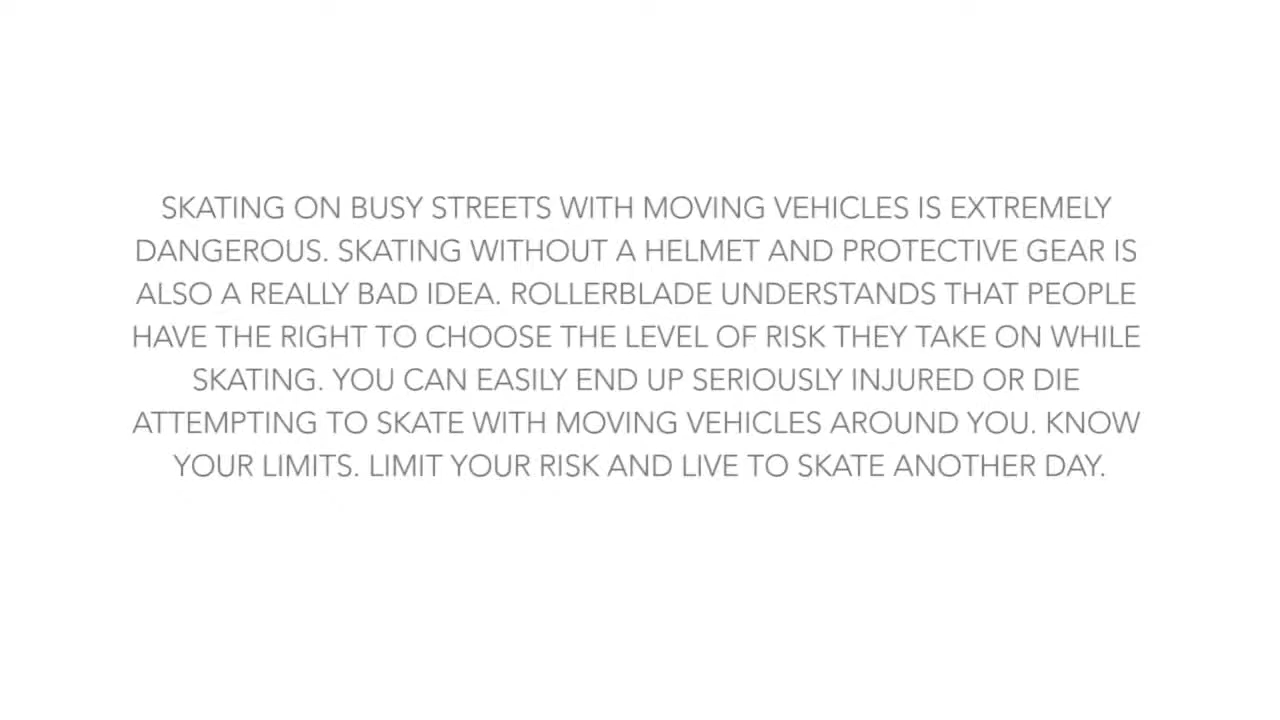 SKATING ON BUSY STREETS WITH MOVING VEHICLES IS EXTREMELY
DANGEROUS. SKATING WITHOUT A HELMET AND PROTECTIVE GEAR IS
ALSO A REALLY BAD IDEA. ROLLERBLADE UNDERSTANDS THAT PEOPLE
HAVE THE RIGHT TO CHOOSE THE LEVEL OF RISK THEY TAKE ON WHILE
SKATING. YOU CAN EASILY END UP SERIOUSLY INJURED OR DIE
ATTEMPTING TO SKATE WITH MOVING VEHICLES AROUND YOU. KNOW
YOUR LIMITS. LIMIT YOUR RISK AND LIVE TO SKATE ANOTHER DAY.